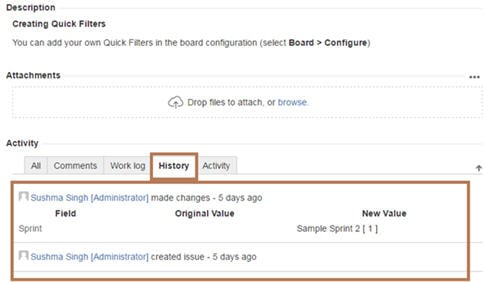 Description
Creating Quick Filters
You can add your own Quick Filters in the board configuration (select Board > Configure)
Attachments
Drop files to attach, or browse.
Activity
All Comments Work log History Activity
Sushma Singh [Administrator] made changes - 5 days ago
Field Original Value New Value
Sprint Sample Sprint 2 [ 1 ]
Sushma Singh [Administrator] created issue - 5 days ago